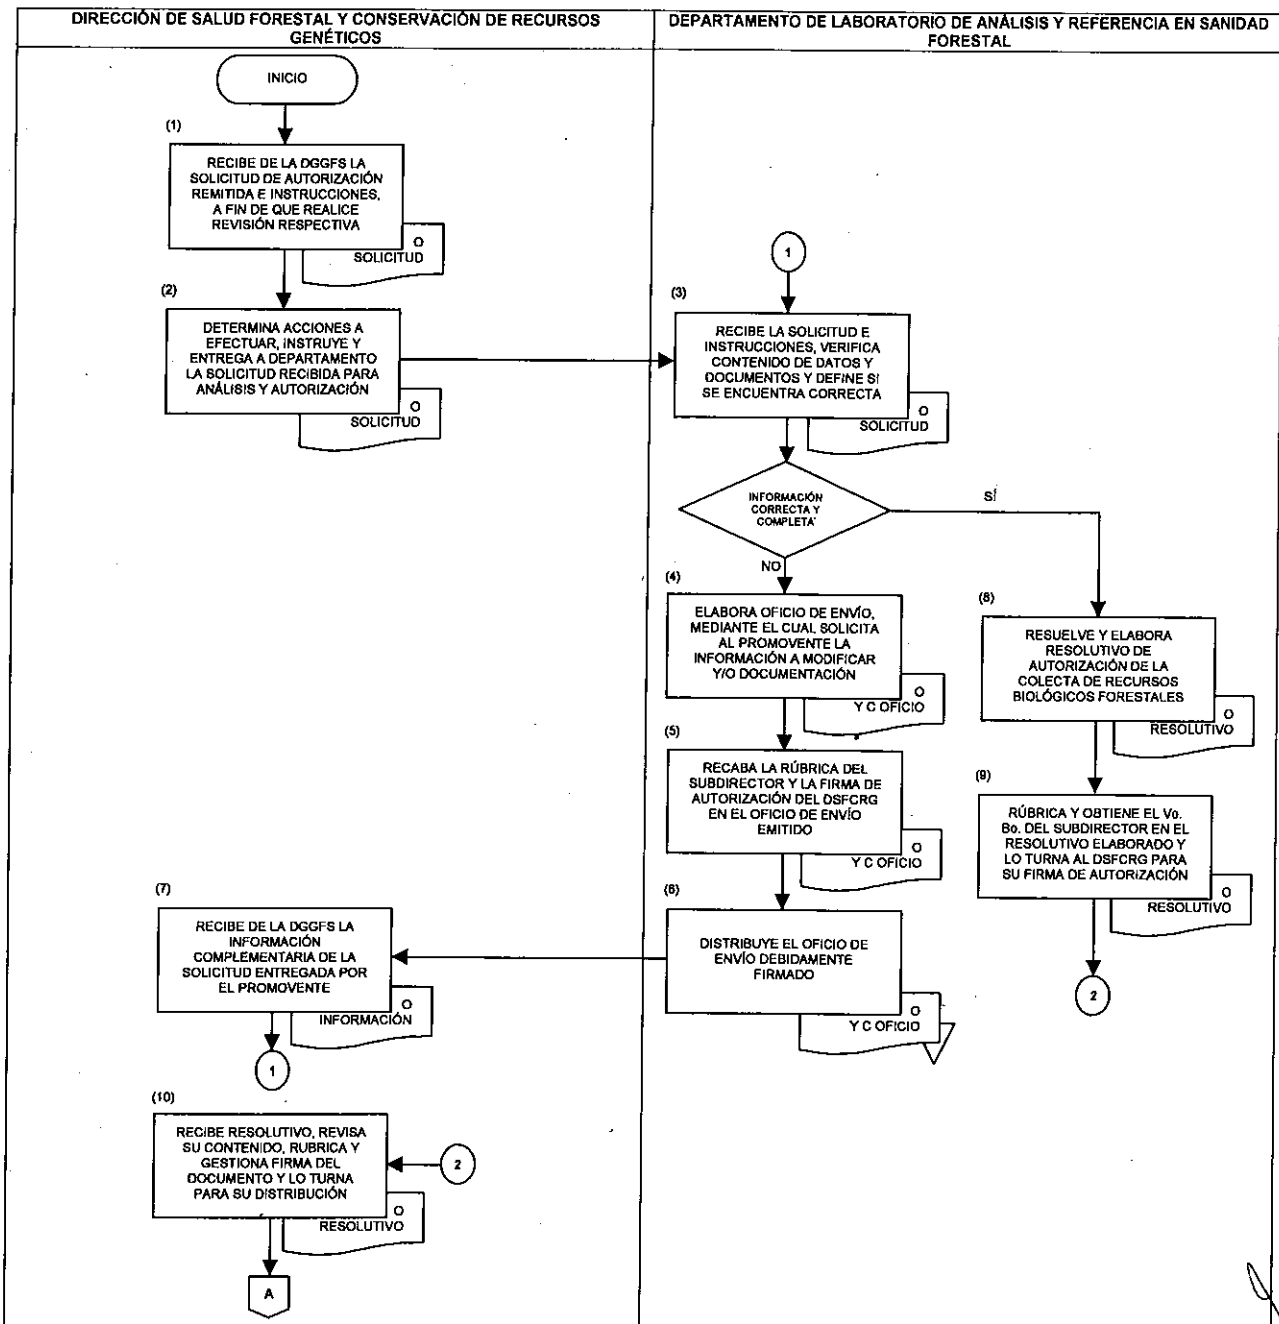 DIRECCIÓN DE SALUD FORESTAL Y CONSERVACIÓN DE RECURSOS
GENÉTICOS
DEPARTAMENTO DE LABORATORIO DE ANÁLISIS Y REFERENCIA EN SANIDAD
FORESTAL
INICIO
(1)
RECIBE DE LA DGGFS LA
SOLICITUD DE AUTORIZACIÓN
REMITIDA E INSTRUCCIONES,
A FIN DE QUE REALICE
REVISIÓN RESPECTIVA
O
SOLICITUD
(2)
DETERMINA ACCIONES A
EFECTUAR, INSTRUYE Y
ENTREGA A DEPARTAMENTO
LA SOLICITUD RECIBIDA PARA
ANÁLISIS Y AUTORIZACIÓN
O
SOLICITUD
1
(3)
RECIBE LA SOLICITUD E
INSTRUCCIONES, VERIFICA
CONTENIDO DE DATOS Y
DOCUMENTOS Y DEFINE SI
SE ENCUENTRA CORRECTA
O
SOLICITUD
INFORMACIÓN
CORRECTA Y
COMPLETA
SÍ
NO
(4)
ELABORA OFICIO DE ENVÍO,
MEDIANTE EL CUAL SOLICITA
AL PROMOVENTE LA
INFORMACIÓN A MODIFICAR
Y/O DOCUMENTACIÓN
O
Y C OFICIO
(5)
RECABA LA RÚBRICA DEL
SUBDIRECTOR Y LA FIRMA DE
AUTORIZACIÓN DEL DSFCRG
EN EL OFICIO DE ENVÍO
EMITIDO
O
Y C OFICIO
(6)
DISTRIBUYE EL OFICIO DE
ENVÍO DEBIDAMENTE
FIRMADO
O
Y C OFICIO
(8)
RESUELVE Y ELABORA
RESOLUTIVO DE
AUTORIZACIÓN DE LA
COLECTA DE RECURSOS
BIOLÓGICOS FORESTALES
O
RESOLUTIVO
(9)
RÚBRICA Y OBTIENE EL Vo.
Bo. DEL SUBDIRECTOR EN EL
RESOLUTIVO ELABORADO Y
LO TURNA AL DSFCRG PARA
SU FIRMA DE AUTORIZACIÓN
O
RESOLUTIVO
2
(7)
RECIBE DE LA DGGFS LA
INFORMACIÓN
COMPLEMENTARIA DE LA
SOLICITUD ENTREGADA POR
EL PROMOVENTE
O
INFORMACIÓN
1
(10)
RECIBE RESOLUTIVO, REVISA
SU CONTENIDO, RUBRICA Y
GESTIONA FIRMA DEL
DOCUMENTO Y LO TURNA
PARA SU DISTRIBUCIÓN
2
O
RESOLUTIVO
A